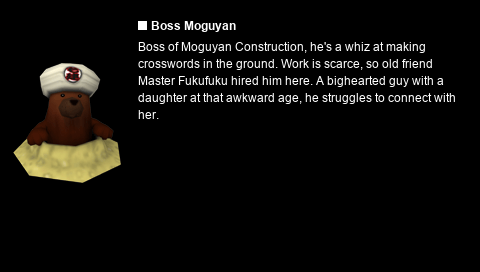 Boss Moguyan
Boss of Moguyan Construction, he's a whiz at making
crosswords in the ground. Work is scarce, so old friend
Master Fukufuku hired him here. A bighearted guy with a
daughter at that awkward age, he struggles to connect with
her.